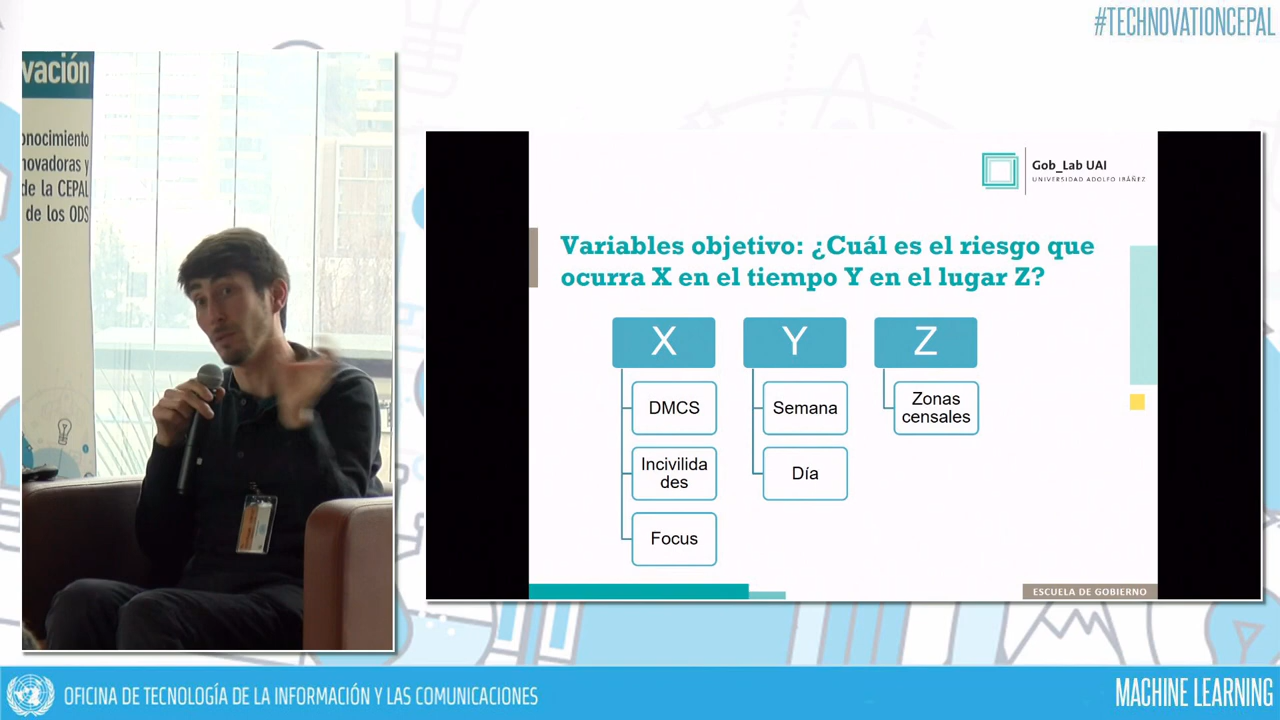 #TECHNOVATIONCEPAL
vación
onocimiento
novadoras y
de la CEPAL
de los ODS
Gob_Lab UAI
UNIVERSIDAD ADOLFO IBÁÑEZ
Variables objetivo: ¿Cuál es el riesgo que
ocurra X en el tiempo Y en el lugar Z?
X
Y
Z
DMCS
Semana
Zonas
censales
Incivilida
des
Día
Focus
ESCUELA DE GOBIERNO
OFICINA DE TECNOLOGÍA DE LA INFORMACIÓN Y LAS COMUNICACIONES
MACHINE LEARNING